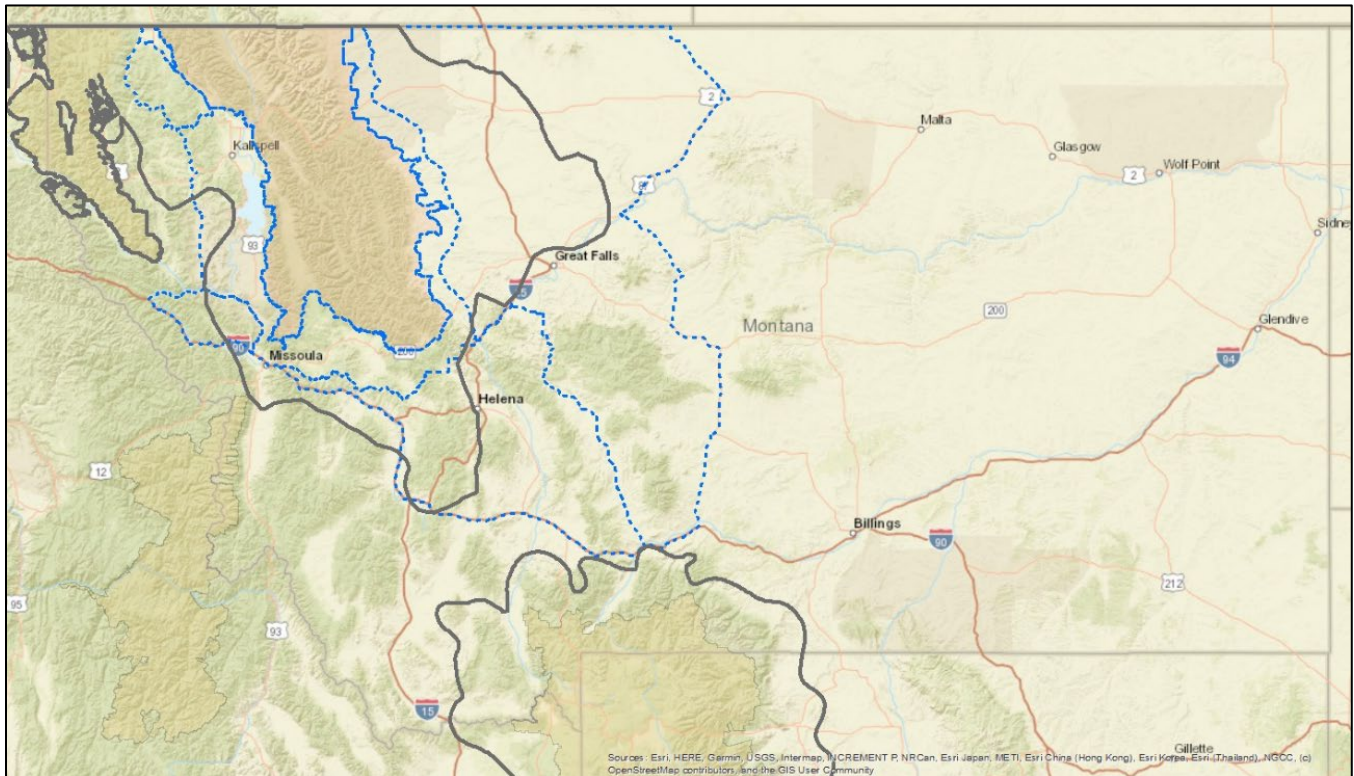 2
Malta
Glasgow
Wolf Point
2
Kalispell
2
87
Sidney
93
Great Falls
15
Montana
200
Glendive
94
90
Missoula
200
Helena
12
Billings
90
212
95
93
15
Gillette
Sources: Esri, HERE, Garmin, USGS, Intermap, INCREMENT P, NRCan, Esri Japan, METI, Esri China (Hong Kong), Esri Korea, Esri (Thailand), NGCC, (c)
OpenStreetMap contributors, and the GIS User Community